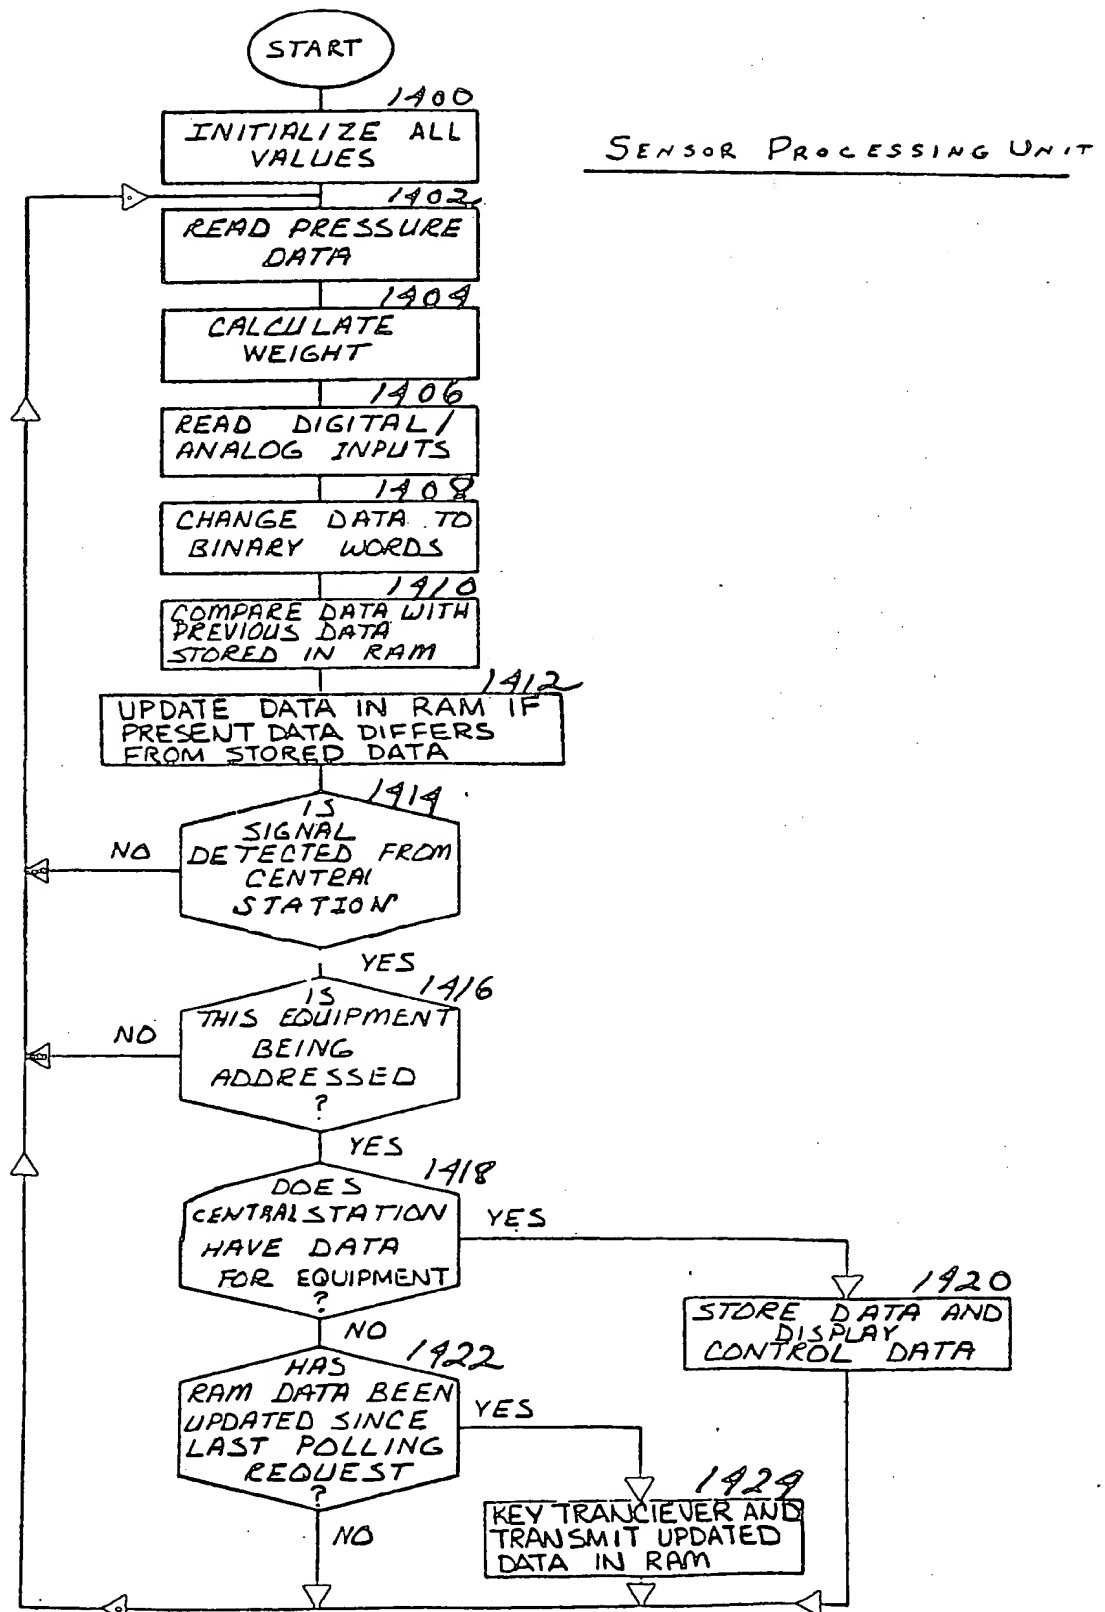 START
1400
INITIALIZE ALL
VALUES
SENSOR PROCESSING UNIT
1402
READ PRESSURE
DATA
1404
CALCULATE
WEIGHT
1406
READ DIGITAL/
ANALOG INPUTS
1408
CHANGE DATA TO
BINARY WORDS
1410
COMPARE DATA WITH
PREVIOUS DATA
STORED IN RAM
1412
UPDATE DATA IN RAM IF
PRESENT DATA DIFFERS
FROM STORED DATA
1414
IS
SIGNAL
DETECTED FROM
CENTRAL
STATION
NO
YES
1416
IS
THIS EQUIPMENT
BEING
ADDRESSED
?
NO
YES
1418
DOES
CENTRAL STATION
HAVE DATA
FOR EQUIPMENT
?
YES
NO
1420
STORE DATA AND
DISPLAY
CONTROL DATA
1422
HAS
RAM DATA BEEN
UPDATED SINCE
LAST POLLING
REQUEST
?
YES
NO
1424
KEY TRANCIEVER AND
TRANSMIT UPDATED
DATA IN RAM